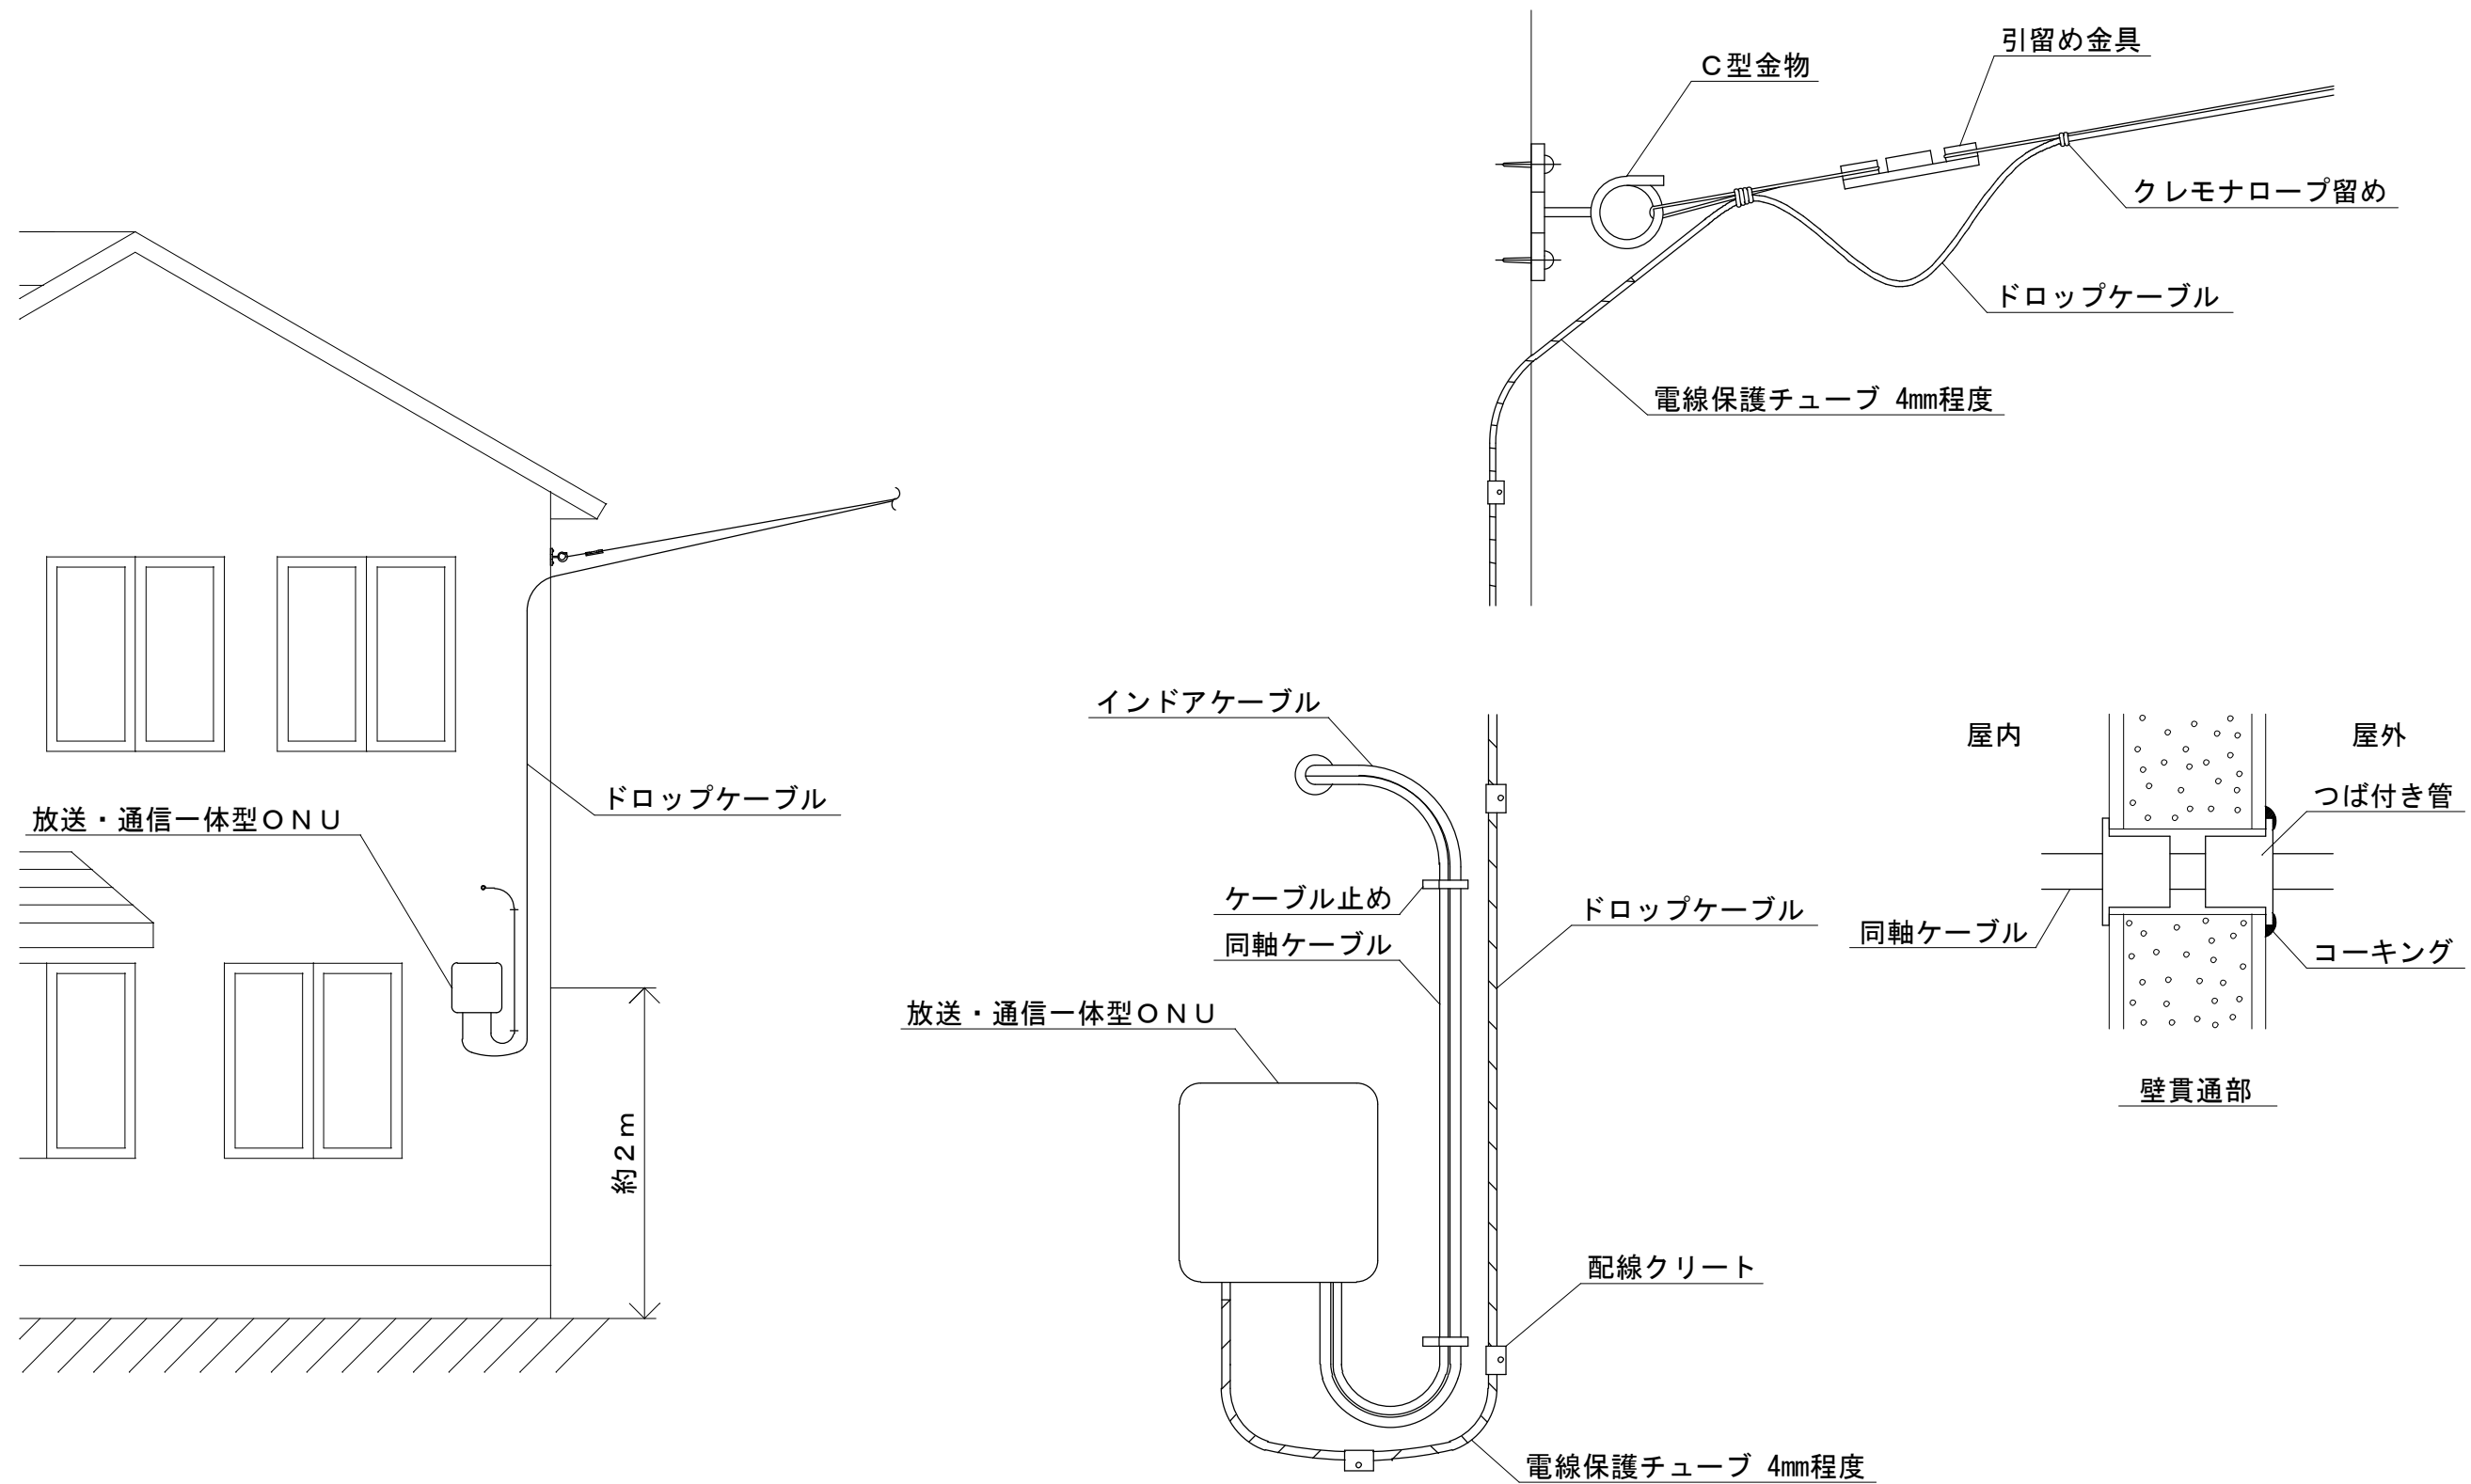 引留め金具
C型金物
クレモナロープ留め
ドロップケーブル
電線保護チューブ 4mm程度
放送・通信一体型ONU
ドロップケーブル
約2m
インドアケーブル
ケーブル止め
同軸ケーブル
放送・通信一体型ONU
ドロップケーブル
配線クリート
電線保護チューブ 4mm程度
屋内
屋外
つば付き管
同軸ケーブル
コーキング
壁貫通部